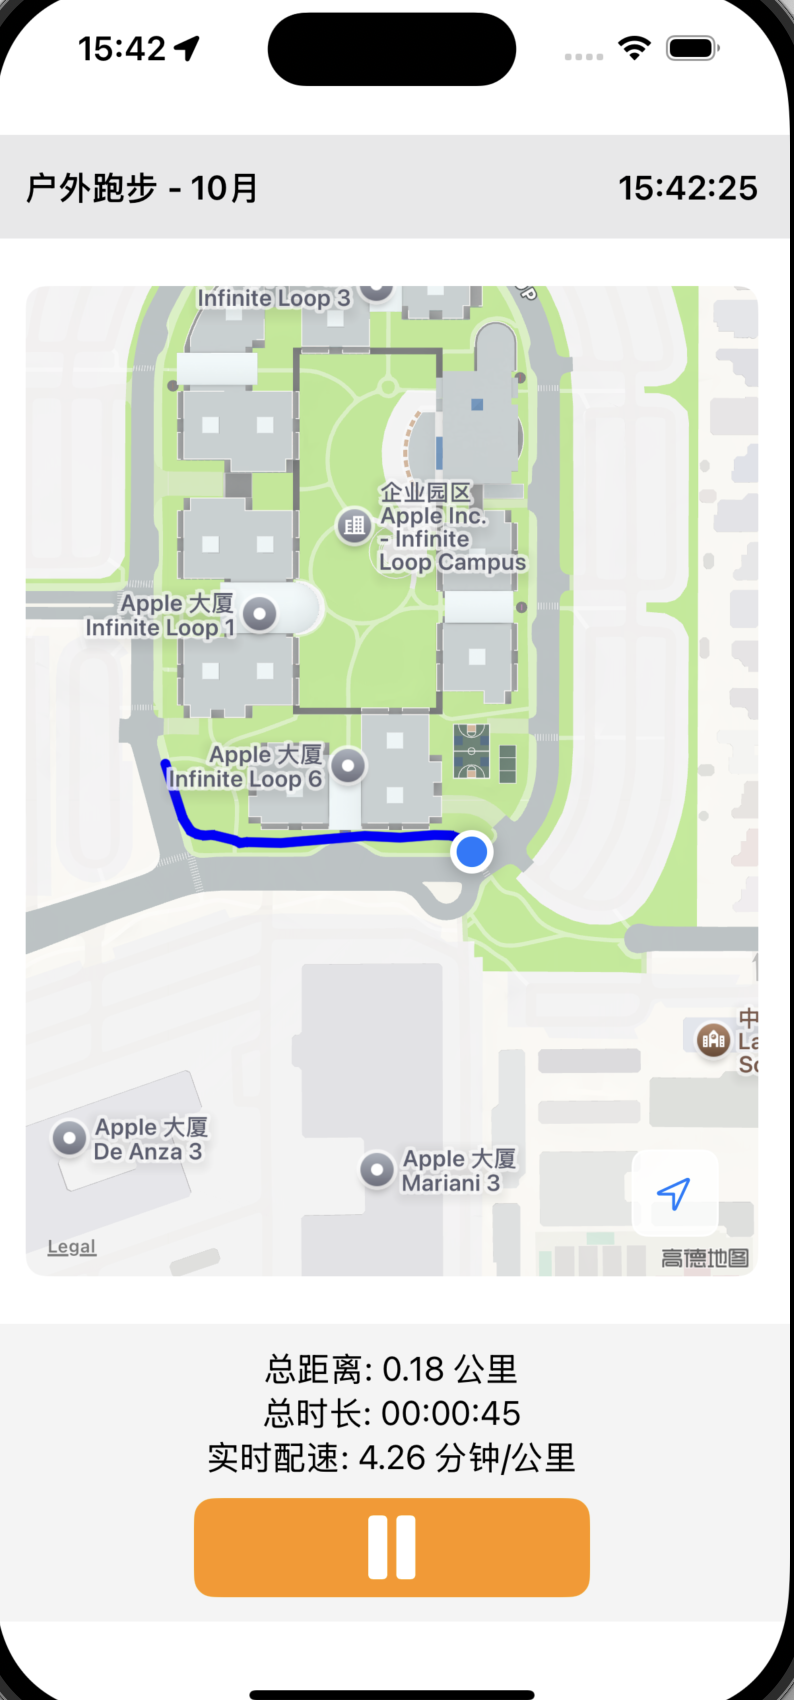 15:42
户外跑步 - 10月
15:42:25
Infinite Loop 3
企业园区
Apple Inc.
- Infinite
Loop Campus
Apple 大厦
Infinite Loop 1
Apple 大厦
Infinite Loop 6
中
La
Sc
Apple 大厦
De Anza 3
Apple 大厦
Mariani 3
Legal
高德地图
总距离: 0.18 公里
总时长: 00:00:45
实时配速: 4.26 分钟/公里